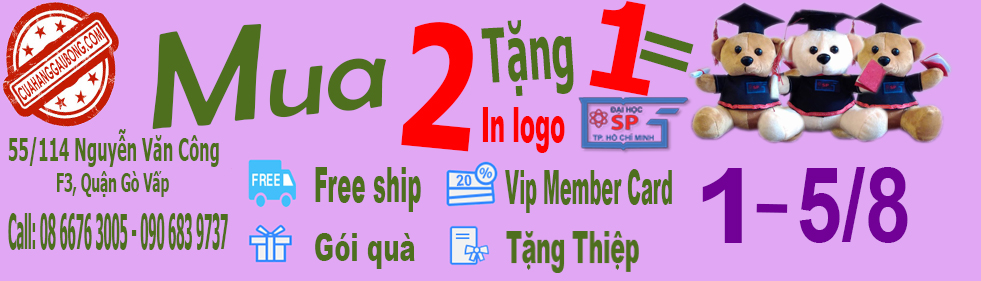 CUAHANGGAUBONG.COM
Mua 2 Tặng 1 =
In logo
ĐẠI HỌC
SP
TP. HỒ CHÍ MINH
55/114 Nguyễn Văn Công
F3, Quận Gò Vấp
Call: 08 6676 3005 - 090 683 9737
FREE
Free ship
20 %
Vip Member Card
Gói quà
Tặng Thiệp
1-5/8